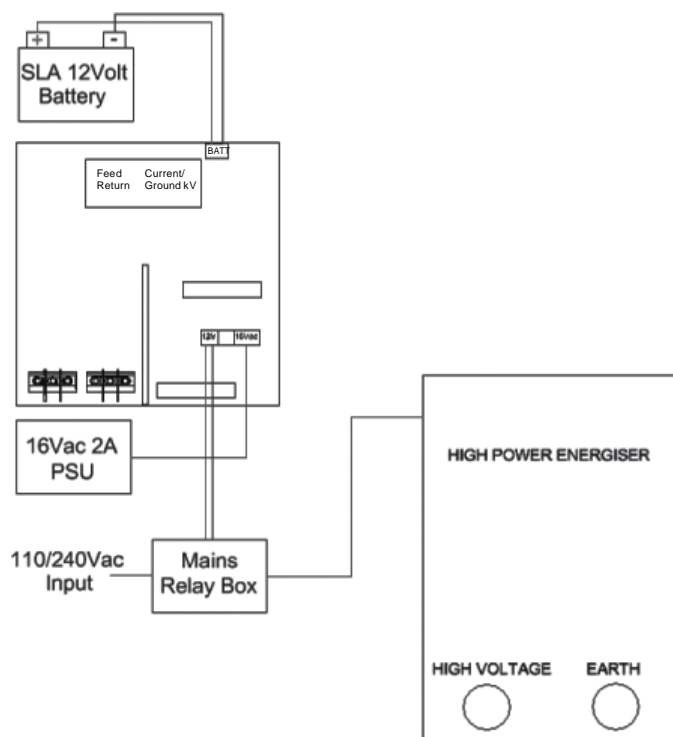 + -
SLA 12Volt
Battery
BATT
Feed Current/
Return Ground kV
12V 16Vac
16Vac 2A
PSU
HIGH POWER ENERGISER
110/240Vac
Input
Mains
Relay Box
HIGH VOLTAGE EARTH